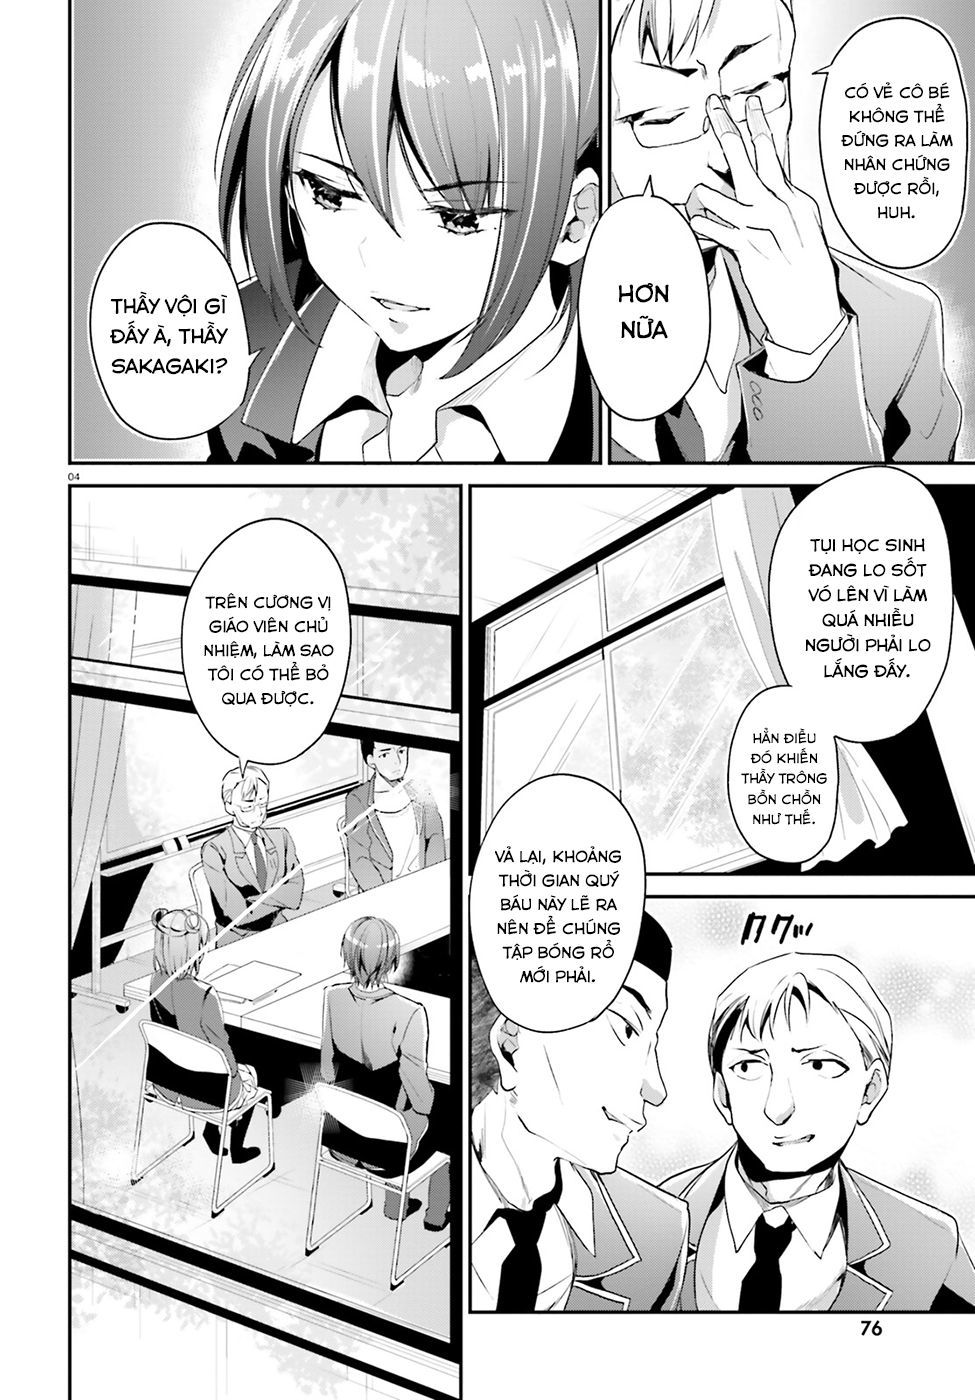 CÓ VẺ CÔ BÉ
KHÔNG THỂ
ĐỨNG RA LÀM
NHÂN CHỨNG
ĐƯỢC RỒI,
HUH.
HƠN
NỮA
THẦY VỘI GÌ
ĐẤY À, THẦY
SAKAGAKI?
04
TỤI HỌC SINH
ĐANG LO SỐT
VÓ LÊN VÌ LÀM
QUÁ NHIỀU
NGƯỜI PHẢI LO
LẮNG ĐẤY.
HẲN ĐIỀU
ĐÓ KHIẾN
THẦY TRÔNG
BỒN CHỒN
NHƯ THẾ.
VẢ LẠI, KHOẢNG
THỜI GIAN QUÝ
BÁU NÀY LẼ RA
NÊN ĐỂ CHÚNG
TẬP BÓNG RỔ
MỚI PHẢI.
クククッ
TRÊN CƯƠNG VỊ
GIÁO VIÊN CHỦ
NHIỆM, LÀM SAO
TÔI CÓ THỂ BỎ
QUA ĐƯỢC.
76